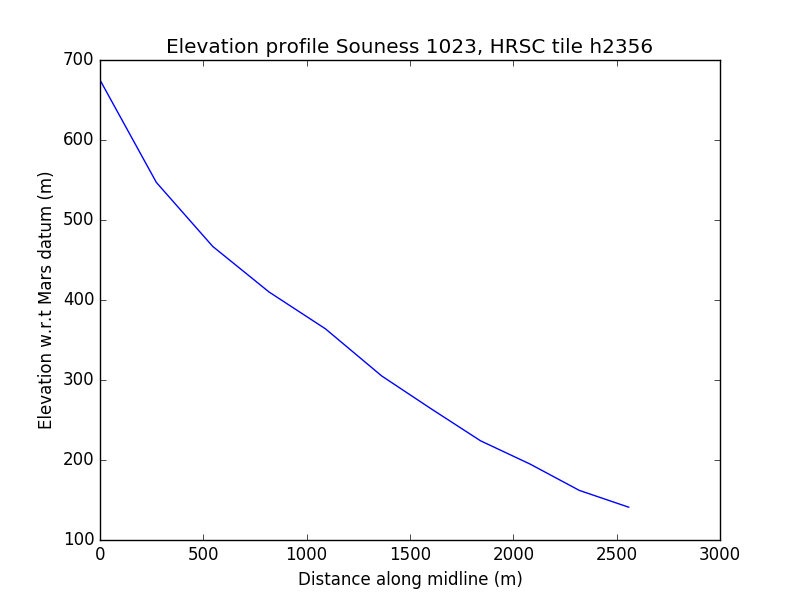 Elevation profile Souness 1023, HRSC tile h2356
700
600
500
400
300
200
100
Elevation w.r.t Mars datum (m)
0 500 1000 1500 2000 2500 3000
Distance along midline (m)